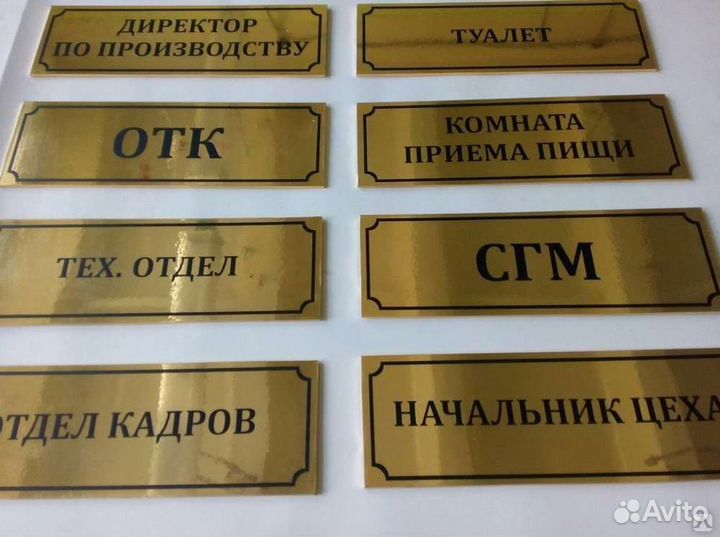 ДИРЕКТОР
ПО ПРОИЗВОДСТВУ
ТУАЛЕТ
ОТК
КОМНАТА
ПРИЕМА ПИЩИ
ТЕХ. ОТДЕЛ
СГМ
ОТДЕЛ КАДРОВ
НАЧАЛЬНИК ЦЕХА
Avito